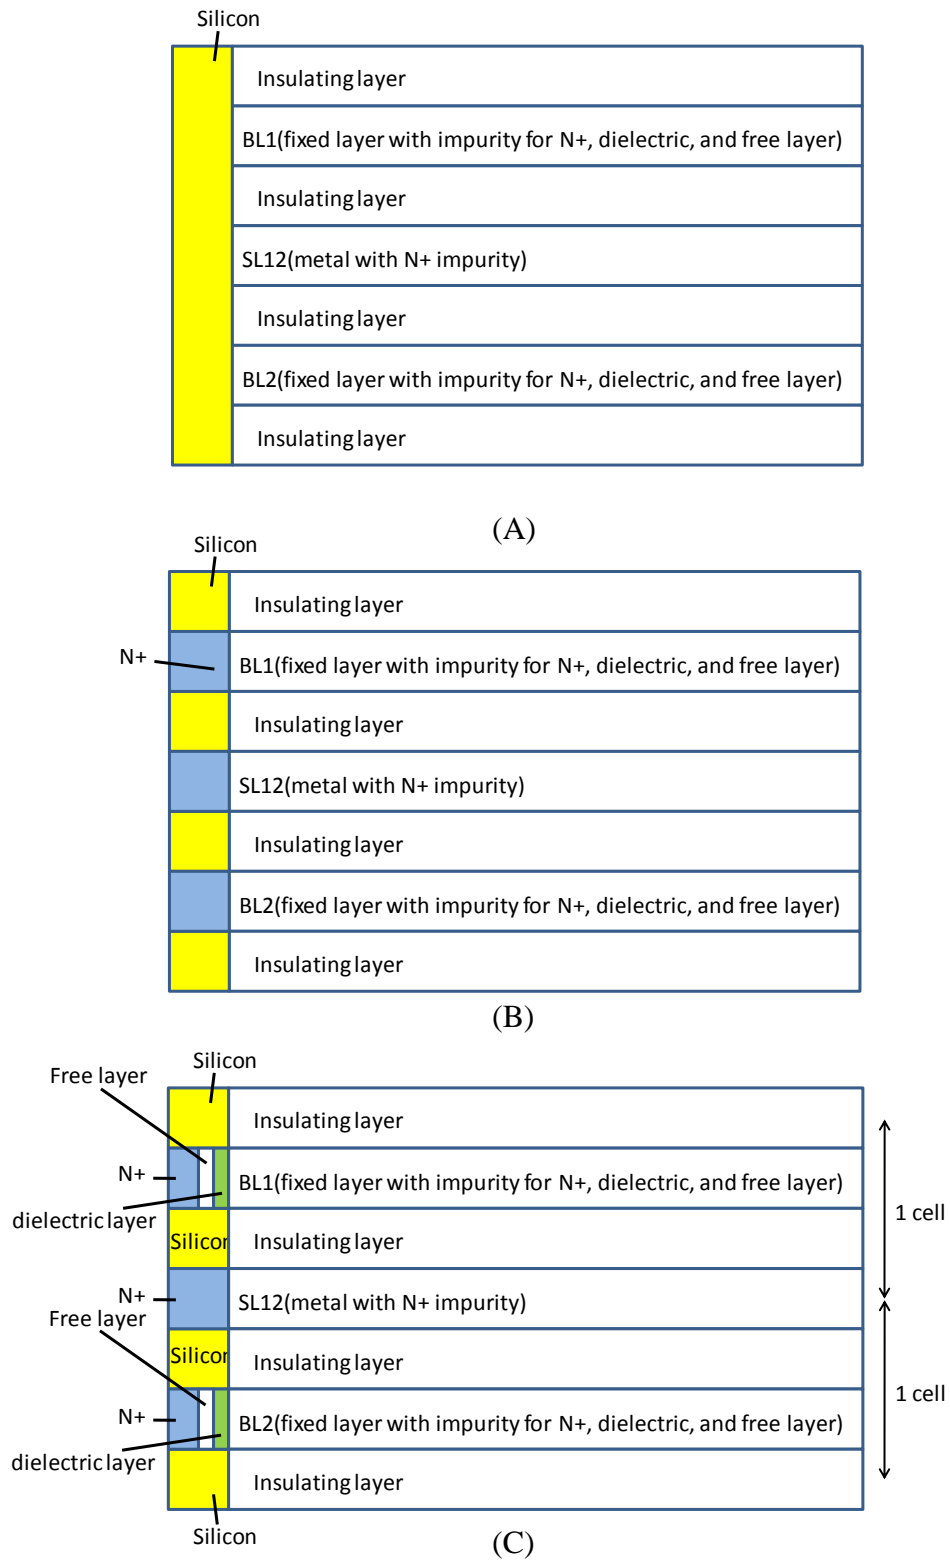 Silicon
Insulating layer
BL1(fixed layer with impurity for N+, dielectric, and free layer)
Insulating layer
SL12(metal with N+ impurity)
Insulating layer
BL2(fixed layer with impurity for N+, dielectric, and free layer)
Insulating layer
(A)
Silicon
Insulating layer
N+
BL1(fixed layer with impurity for N+, dielectric, and free layer)
Insulating layer
SL12(metal with N+ impurity)
Insulating layer
BL2(fixed layer with impurity for N+, dielectric, and free layer)
Insulating layer
(B)
Silicon
Free layer
Insulating layer
N+
BL1(fixed layer with impurity for N+, dielectric, and free layer)
dielectric layer
1 cell
Silicon
Insulating layer
N+
SL12(metal with N+ impurity)
Free layer
Silicon
Insulating layer
1 cell
N+
BL2(fixed layer with impurity for N+, dielectric, and free layer)
dielectric layer
Insulating layer
Silicon
(C)